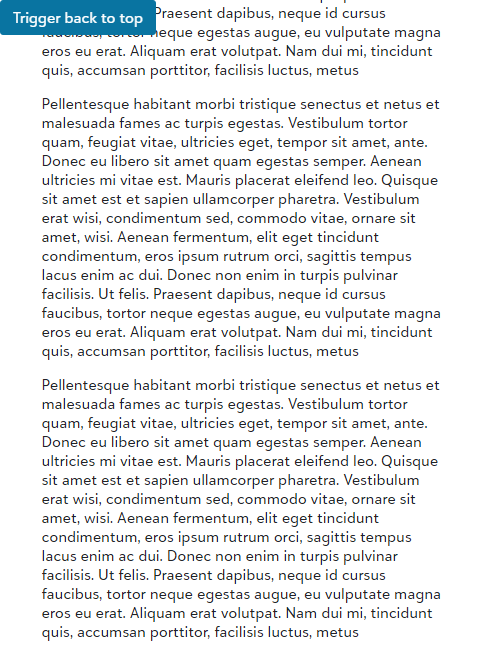 Trigger back to top
Praesent dapibus, neque id cursus
faucibus, tortor neque egestas augue, eu vulputate magna
eros eu erat. Aliquam erat volutpat. Nam dui mi, tincidunt
quis, accumsan porttitor, facilisis luctus, metus
Pellentesque habitant morbi tristique senectus et netus et
malesuada fames ac turpis egestas. Vestibulum tortor
quam, feugiat vitae, ultricies eget, tempor sit amet, ante.
Donec eu libero sit amet quam egestas semper. Aenean
ultricies mi vitae est. Mauris placerat eleifend leo. Quisque
sit amet est et sapien ullamcorper pharetra. Vestibulum
erat wisi, condimentum sed, commodo vitae, ornare sit
amet, wisi. Aenean fermentum, elit eget tincidunt
condimentum, eros ipsum rutrum orci, sagittis tempus
lacus enim ac dui. Donec non enim in turpis pulvinar
facilisis. Ut felis. Praesent dapibus, neque id cursus
faucibus, tortor neque egestas augue, eu vulputate magna
eros eu erat. Aliquam erat volutpat. Nam dui mi, tincidunt
quis, accumsan porttitor, facilisis luctus, metus
Pellentesque habitant morbi tristique senectus et netus et
malesuada fames ac turpis egestas. Vestibulum tortor
quam, feugiat vitae, ultricies eget, tempor sit amet, ante.
Donec eu libero sit amet quam egestas semper. Aenean
ultricies mi vitae est. Mauris placerat eleifend leo. Quisque
sit amet est et sapien ullamcorper pharetra. Vestibulum
erat wisi, condimentum sed, commodo vitae, ornare sit
amet, wisi. Aenean fermentum, elit eget tincidunt
condimentum, eros ipsum rutrum orci, sagittis tempus
lacus enim ac dui. Donec non enim in turpis pulvinar
facilisis. Ut felis. Praesent dapibus, neque id cursus
faucibus, tortor neque egestas augue, eu vulputate magna
eros eu erat. Aliquam erat volutpat. Nam dui mi, tincidunt
quis, accumsan porttitor, facilisis luctus, metus